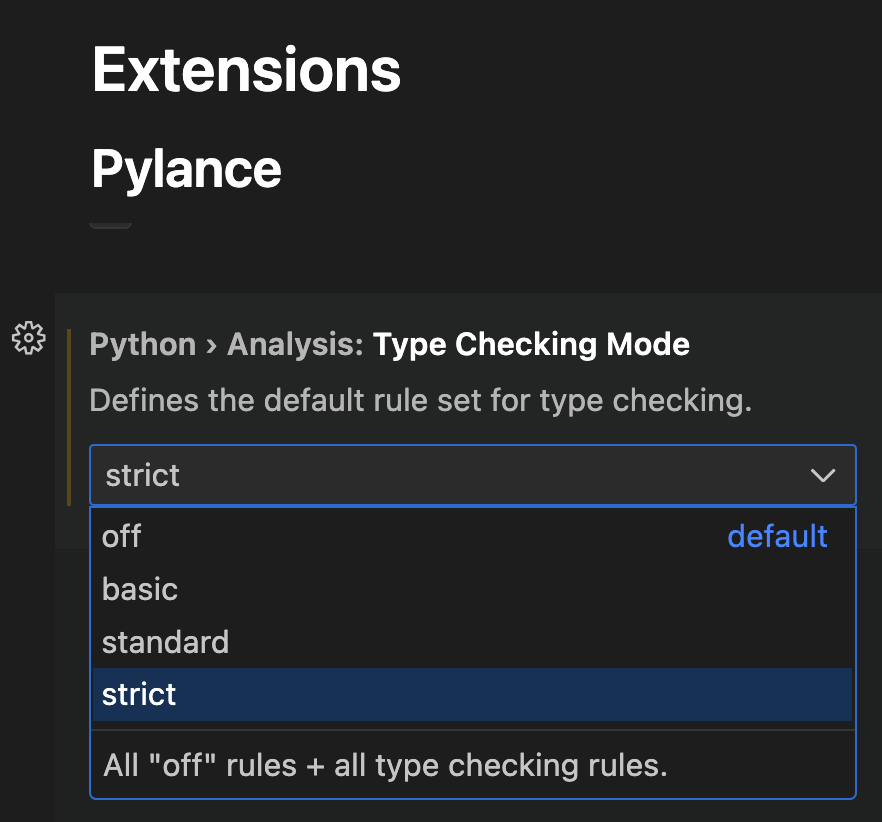 Extensions
Pylance
Python › Analysis: Type Checking Mode
Defines the default rule set for type checking.
strict
off default
basic
standard
strict
All "off" rules + all type checking rules.